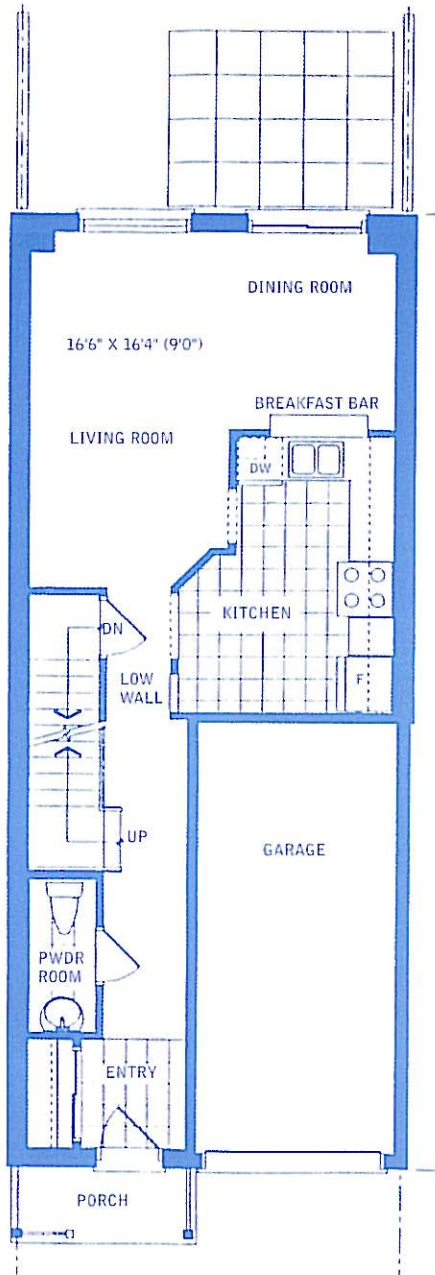 DINING ROOM
16'6" X 16'4" (9'0")
BREAKFAST BAR
LIVING ROOM
DW
KITCHEN
DN
LOW
WALL
F
UP
GARAGE
PWDR
ROOM
ENTRY
PORCH